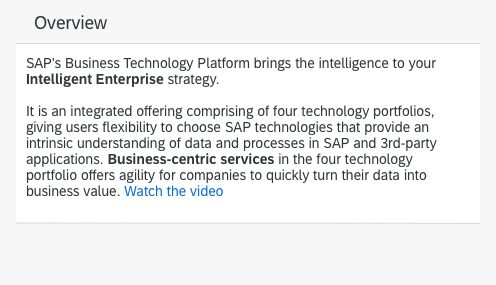 Overview
SAP's Business Technology Platform brings the intelligence to your
Intelligent Enterprise strategy.
It is an integrated offering comprising of four technology portfolios,
giving users flexibility to choose SAP technologies that provide an
intrinsic understanding of data and processes in SAP and 3rd-party
applications. Business-centric services in the four technology
portfolio offers agility for companies to quickly turn their data into
business value. Watch the video